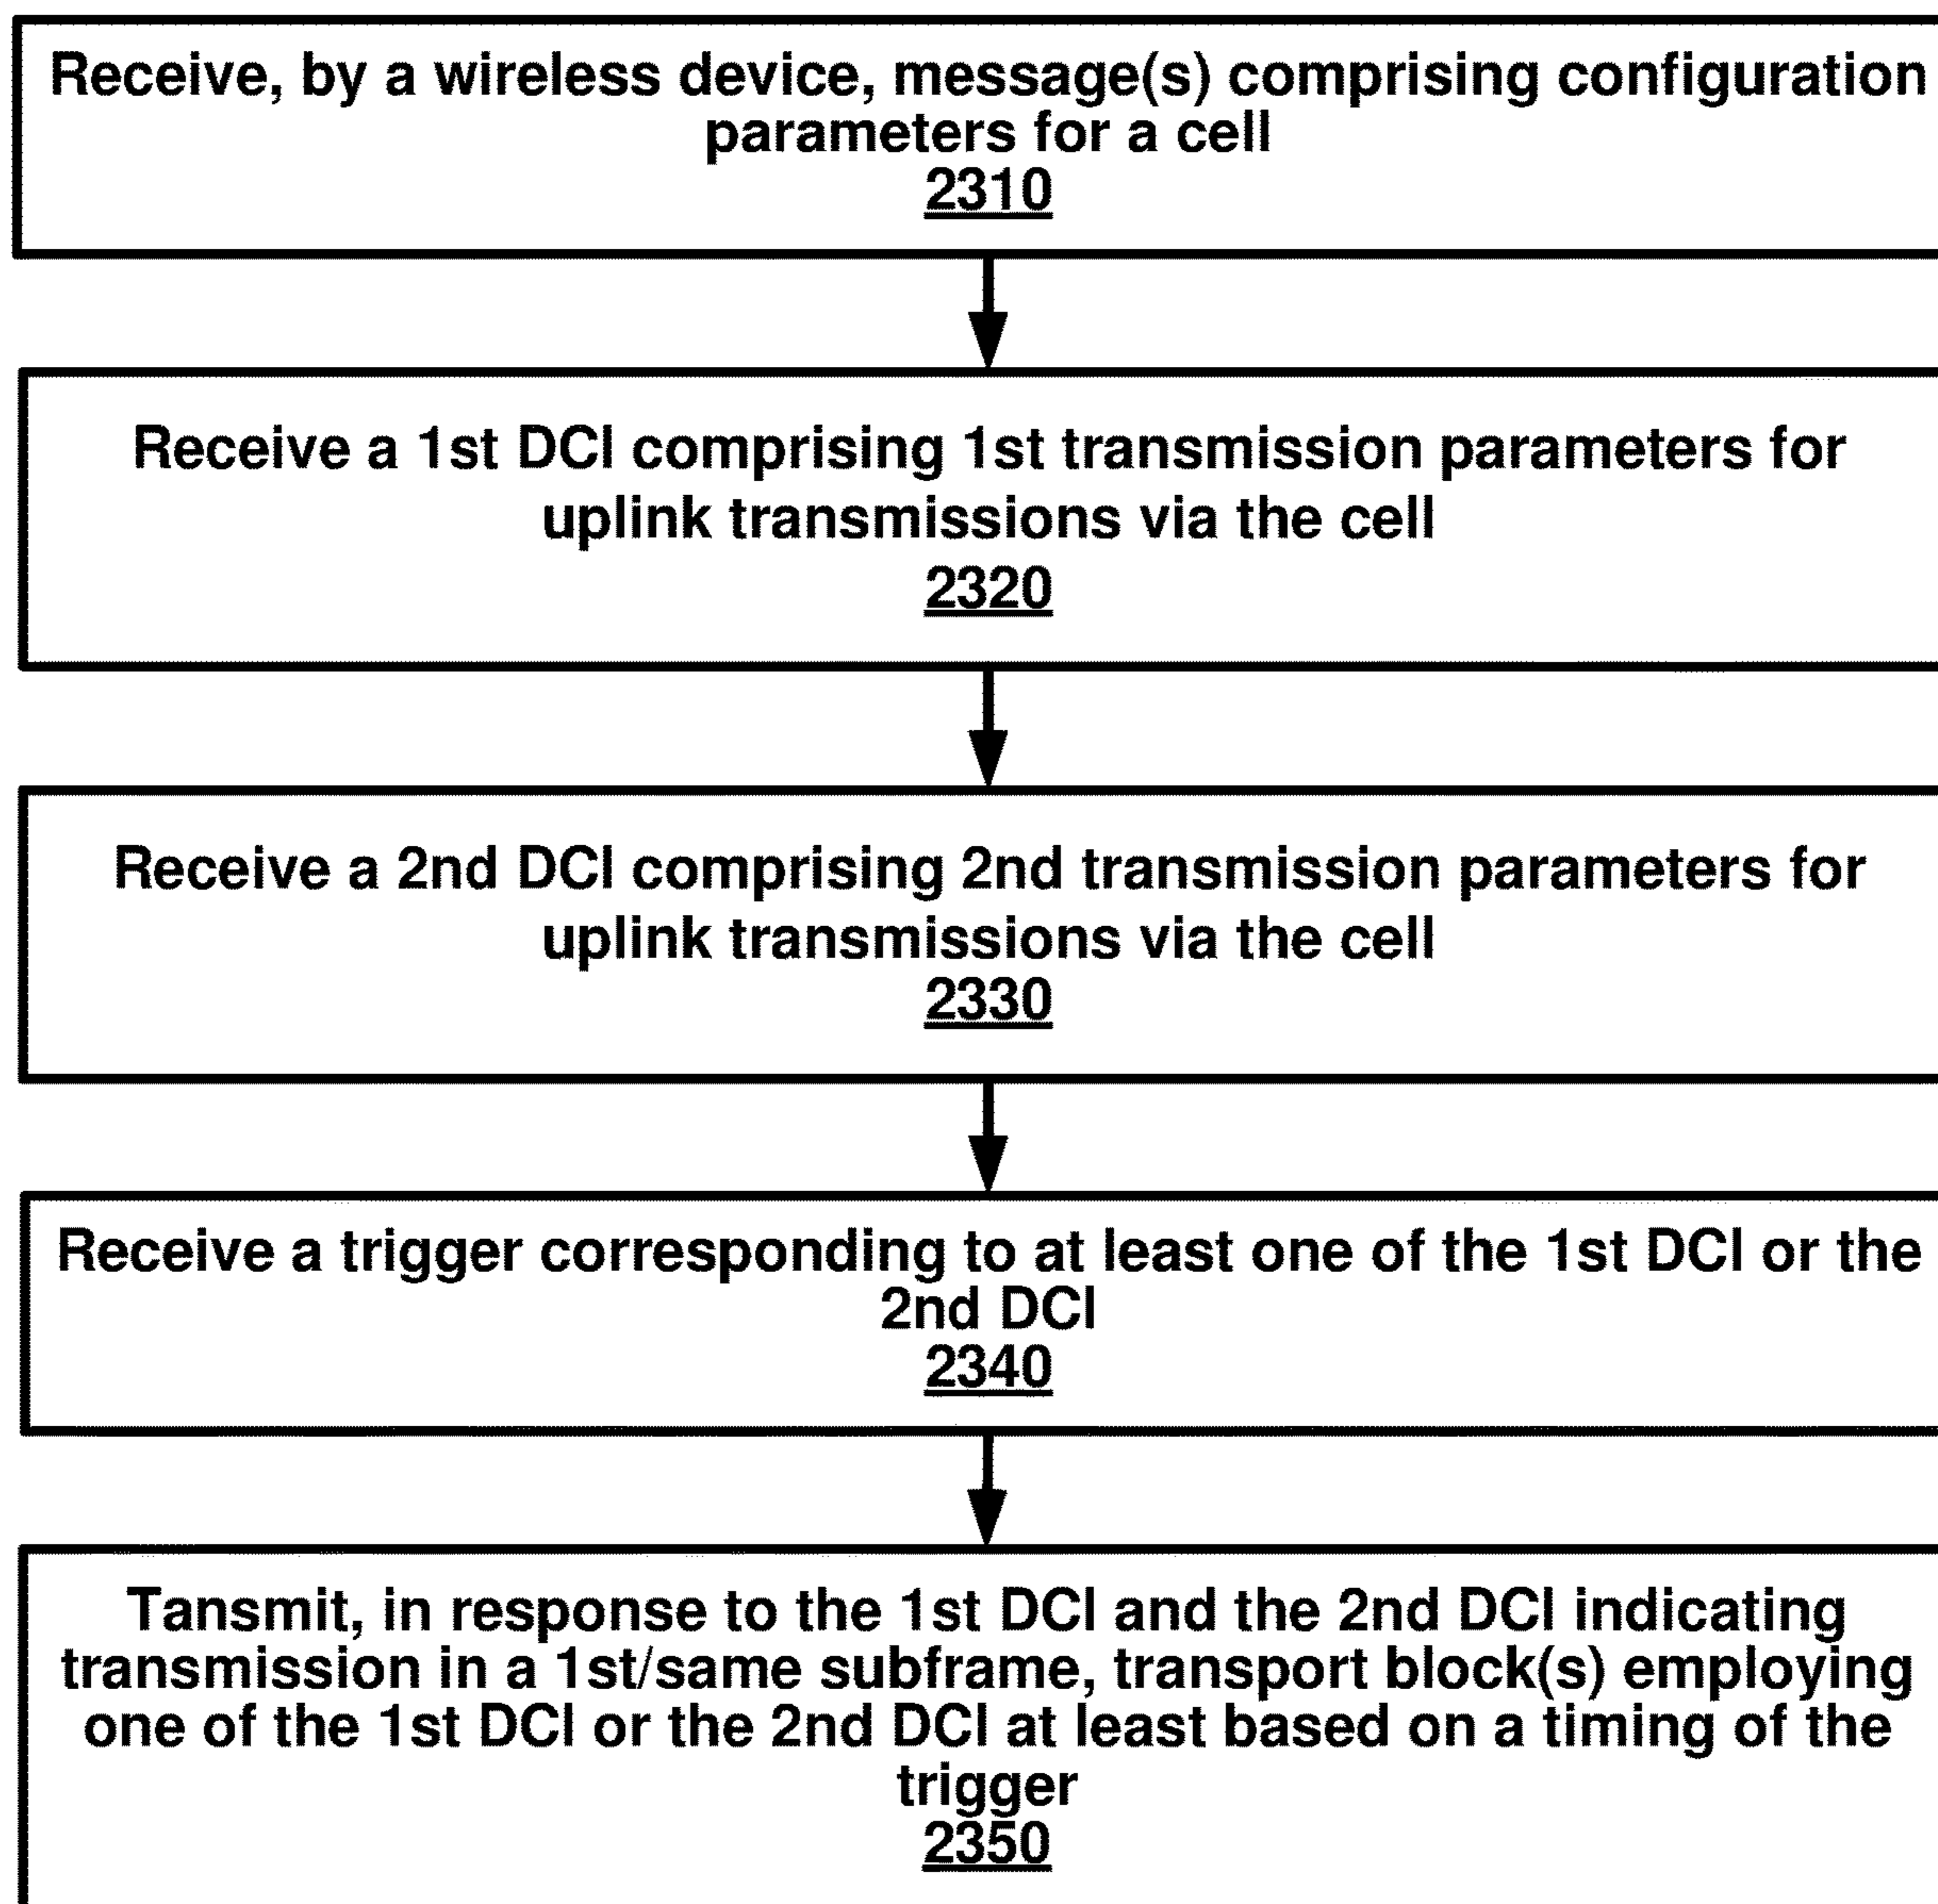 Receive, by a wireless device, message(s) comprising configuration
parameters for a cell
2310
Receive a 1st DCI comprising 1st transmission parameters for
uplink transmissions via the cell
2320
Receive a 2nd DCI comprising 2nd transmission parameters for
uplink transmissions via the cell
2330
Receive a trigger corresponding to at least one of the 1st DCI or the
2nd DCI
2340
Tansmit, in response to the 1st DCI and the 2nd DCI indicating
transmission in a 1st/same subframe, transport block(s) employing
one of the 1st DCI or the 2nd DCI at least based on a timing of the
trigger
2350